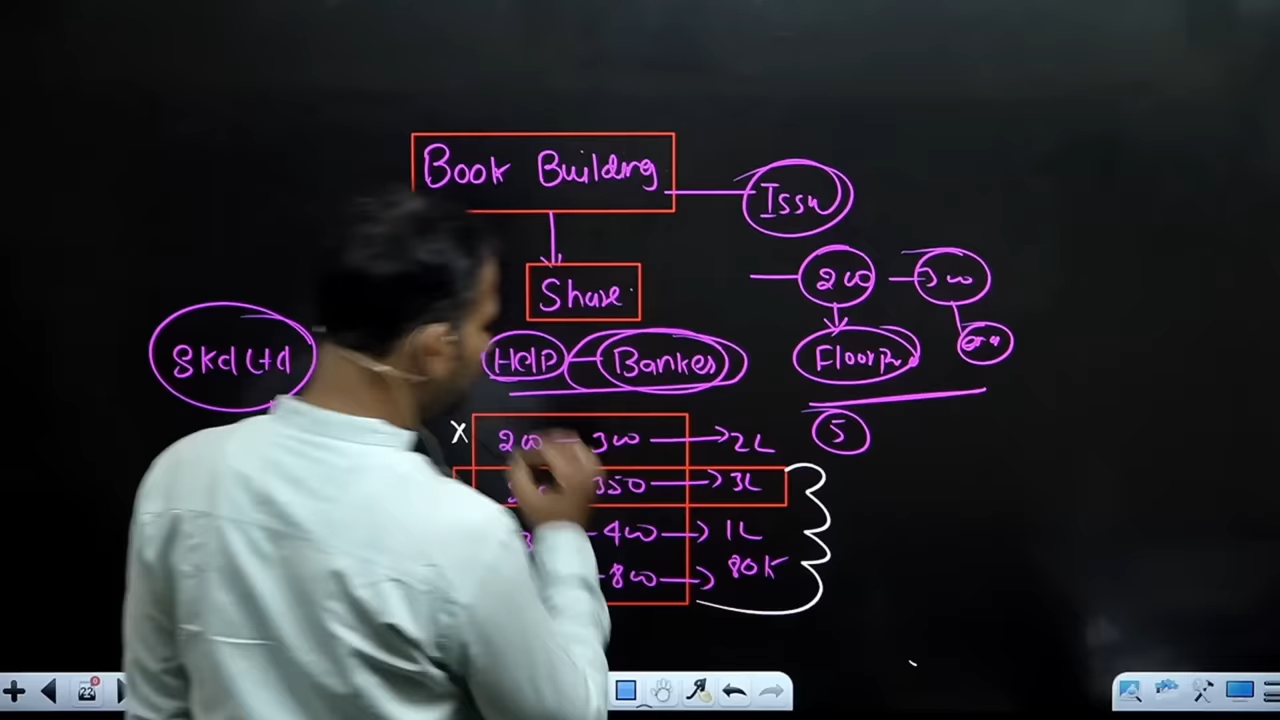 Book Building
Issu
Share
200
300
SKd Ltd
HelP
Banker
Floor
X
200 - 300 → 2L
5
350 → 3L
- 400 → 1L
- 800 → 80K
22